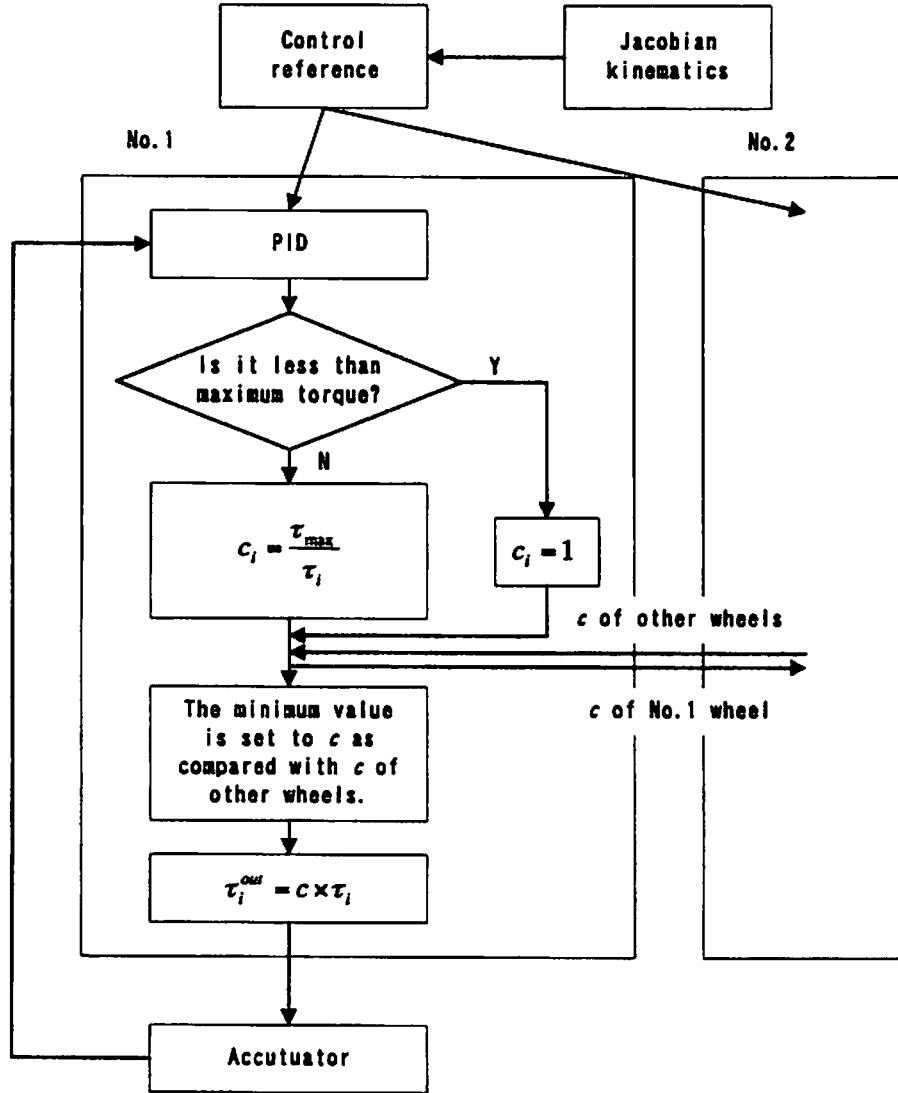 Control
reference
Jacobian
kinematics
No.1
No.2
PID
Is it less than
maximum torque?
Y
N
c_i = τ_max / τ_i
c_i = 1
c of other wheels
c of No.1 wheel
The minimum value
is set to c as
compared with c of
other wheels.
τ_i^out = c × τ_i
Accutuator